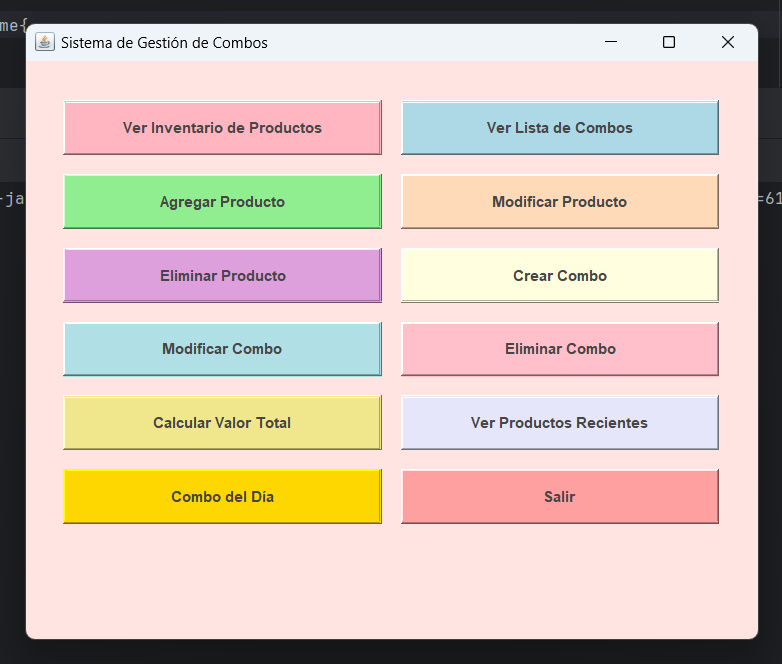 me{
Sistema de Gestión de Combos
Ver Inventario de Productos
Ver Lista de Combos
-ja
Agregar Producto
Modificar Producto
=61
Eliminar Producto
Crear Combo
Modificar Combo
Eliminar Combo
Calcular Valor Total
Ver Productos Recientes
Combo del Día
Salir